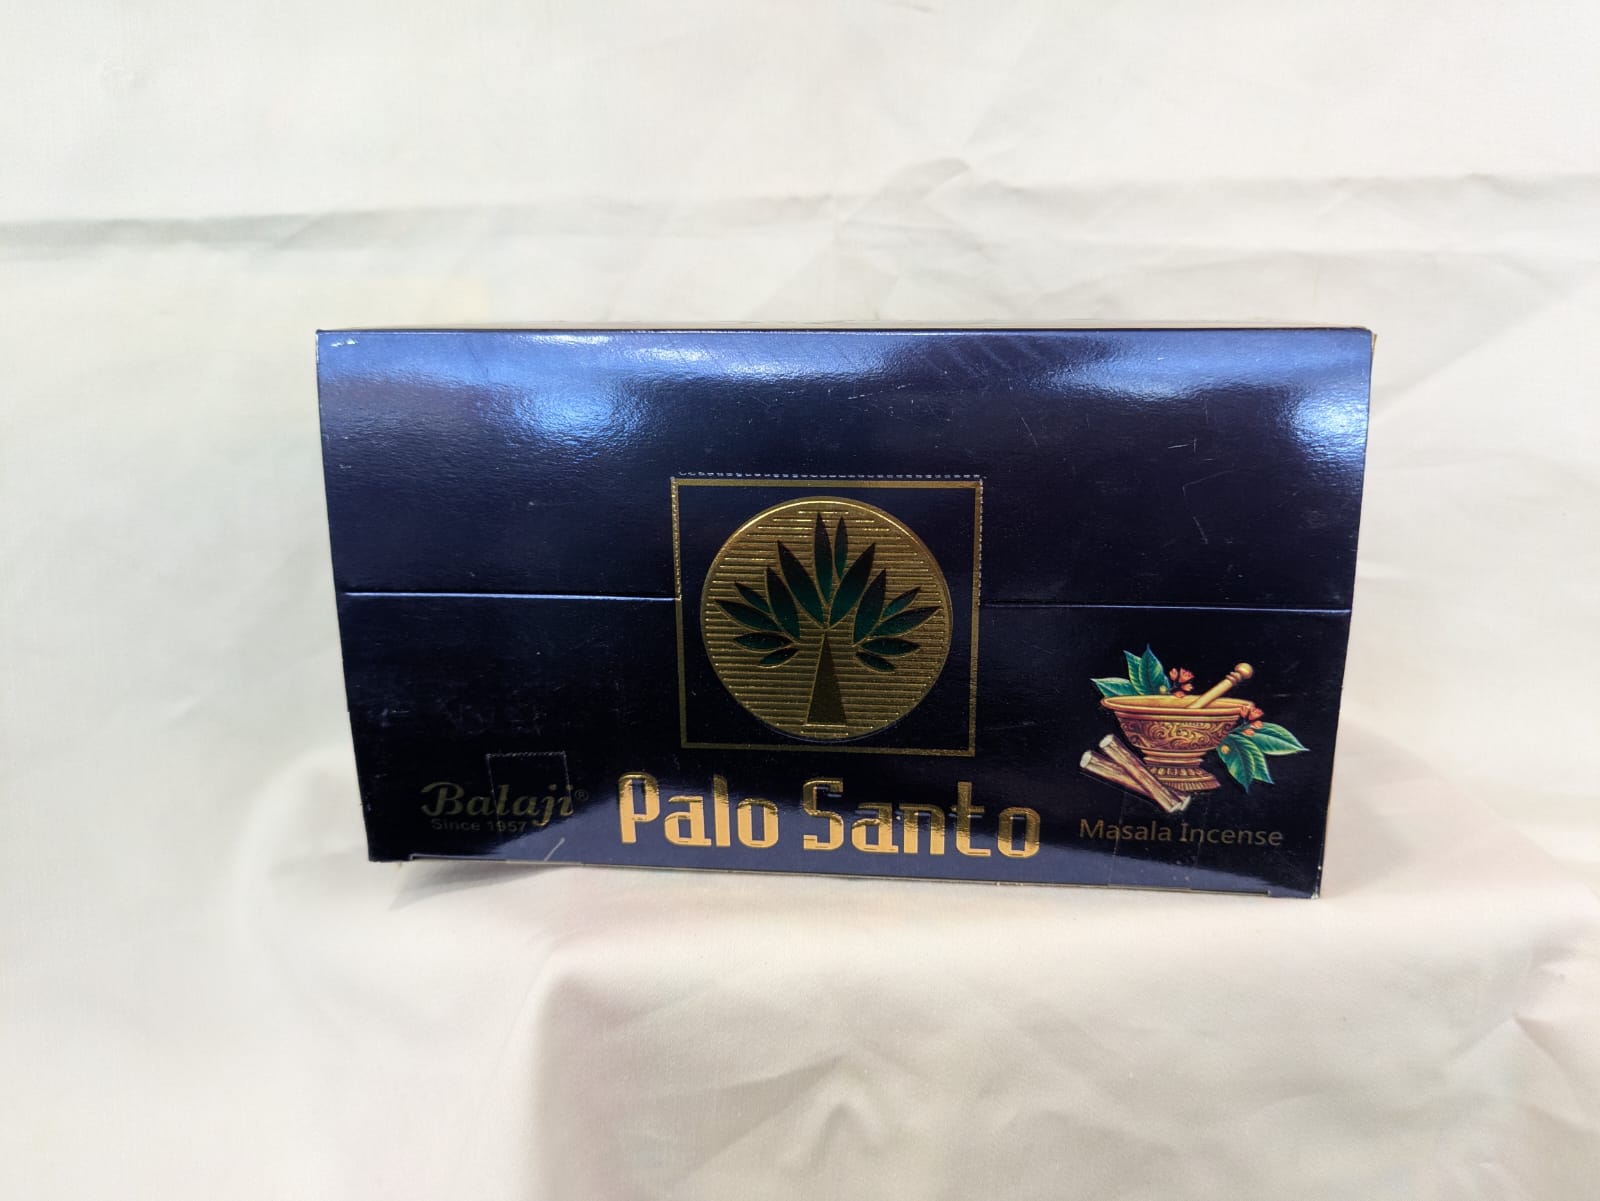 Balaji®
Since 1957
Palo Santo
Masala Incense